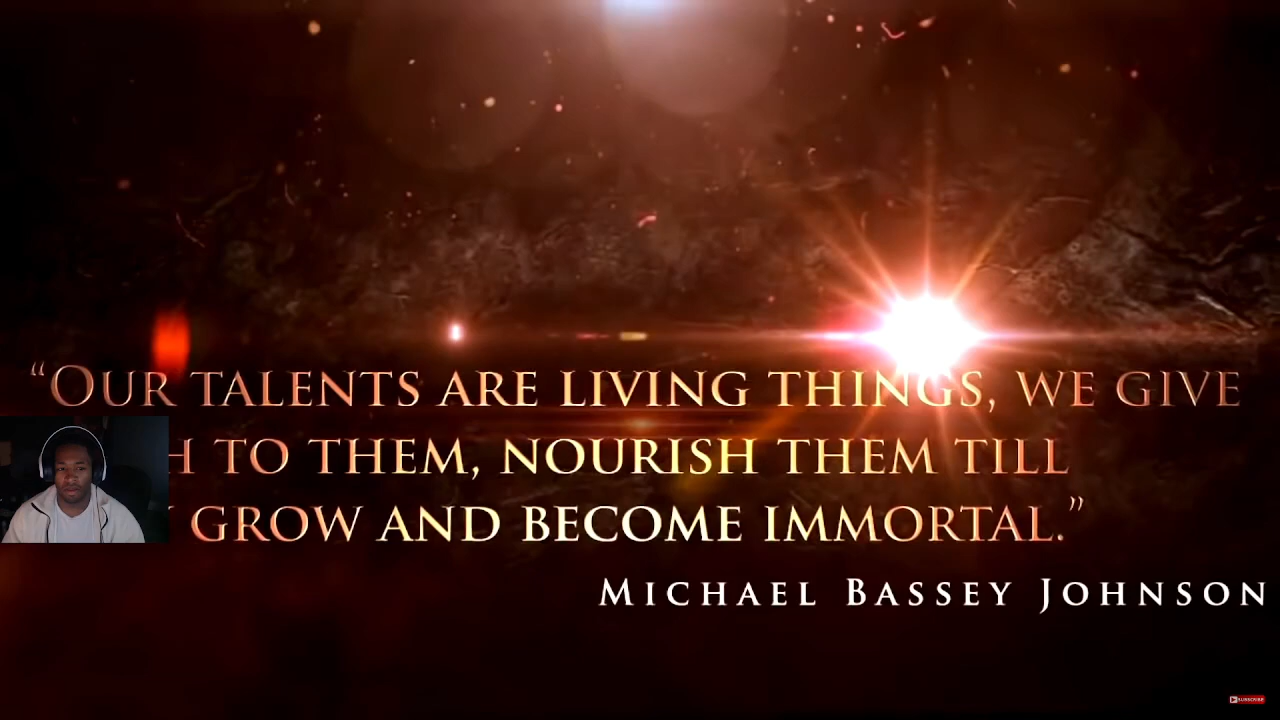 “OUR TALENTS ARE LIVING THINGS, WE GIVE
TO THEM, NOURISH THEM TILL
GROW AND BECOME IMMORTAL.”
MICHAEL BASSEY JOHNSON
SUBSCRIBE